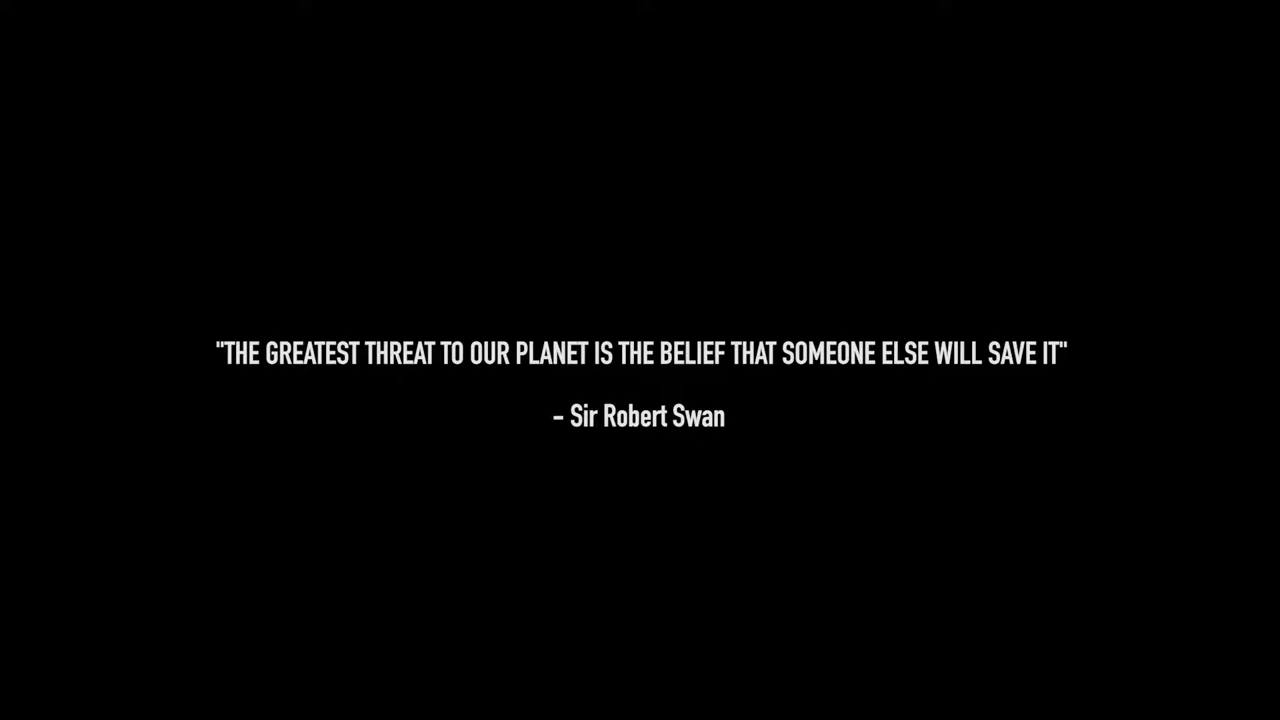 "THE GREATEST THREAT TO OUR PLANET IS THE BELIEF THAT SOMEONE ELSE WILL SAVE IT"
- Sir Robert Swan